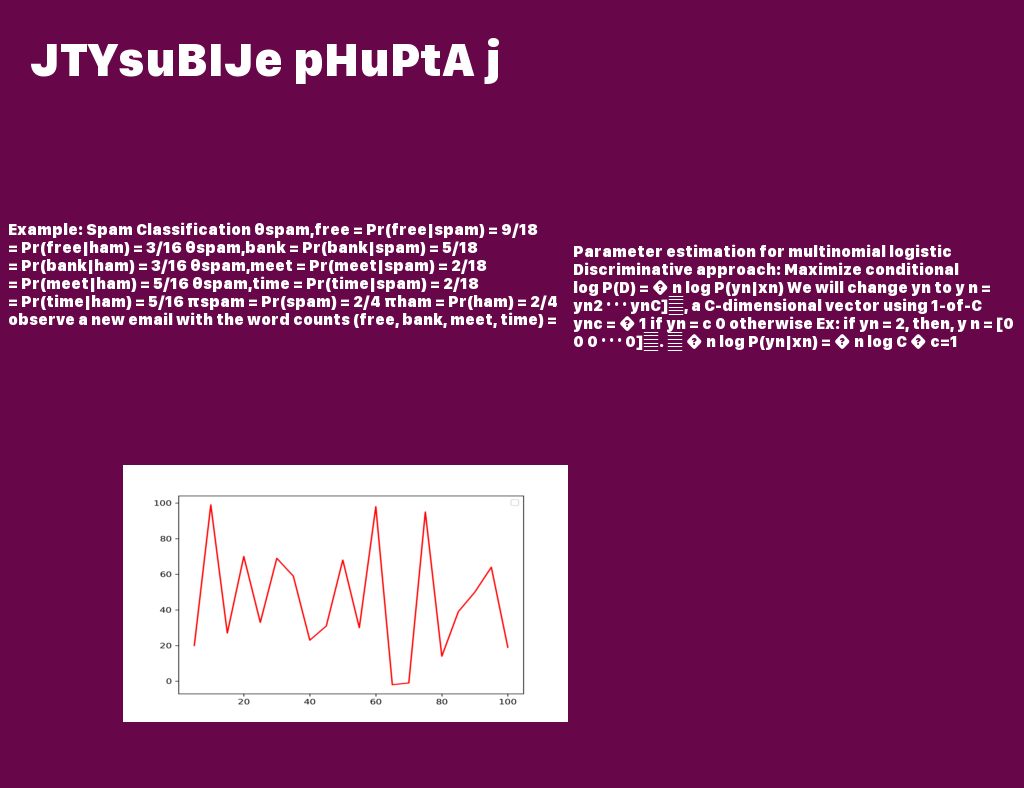 JTYsuBIJe pHuPtA j
Example: Spam Classification θspam,free = Pr(free|spam) = 9/18
= Pr(free|ham) = 3/16 θspam,bank = Pr(bank|spam) = 5/18
= Pr(bank|ham) = 3/16 θspam,meet = Pr(meet|spam) = 2/18
= Pr(meet|ham) = 5/16 θspam,time = Pr(time|spam) = 2/18
= Pr(time|ham) = 5/16 πspam = Pr(spam) = 2/4 πham = Pr(ham) = 2/4
observe a new email with the word counts (free, bank, meet, time) =
Parameter estimation for multinomial logistic
Discriminative approach: Maximize conditional
log P(D) = � n log P(yn|xn) We will change yn to y n =
yn2 · · · ynC], a C-dimensional vector using 1-of-C
ync = � 1 if yn = c 0 otherwise Ex: if yn = 2, then, y n = [0
0 0 · · · 0]. � n log P(yn|xn) = � n log C � c=1
100
80
60
40
20
0
20 40 60 80 100